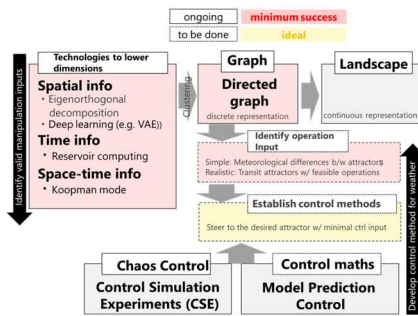 ongoing
minimum success
to be done
ideal
Technologies to lower
dimensions
Spatial info
• Eigenorthogonal
decomposition
• Deep learning (e.g. VAE))
Time info
• Reservoir computing
Space-time info
• Koopman mode
Identify valid manipulation inputs
Clustering
Graph
Directed
graph
discrete representation
Landscape
continuous representation
Identify operation
Input
Simple: Meteorological differences b/w attractors
Realistic: Transit attractors w/ feasible operations
Establish control methods
Steer to the desired attractor w/ minimal ctrl input
Chaos Control
Control Simulation
Experiments (CSE)
Control maths
Model Prediction
Control
Develop control method for weather